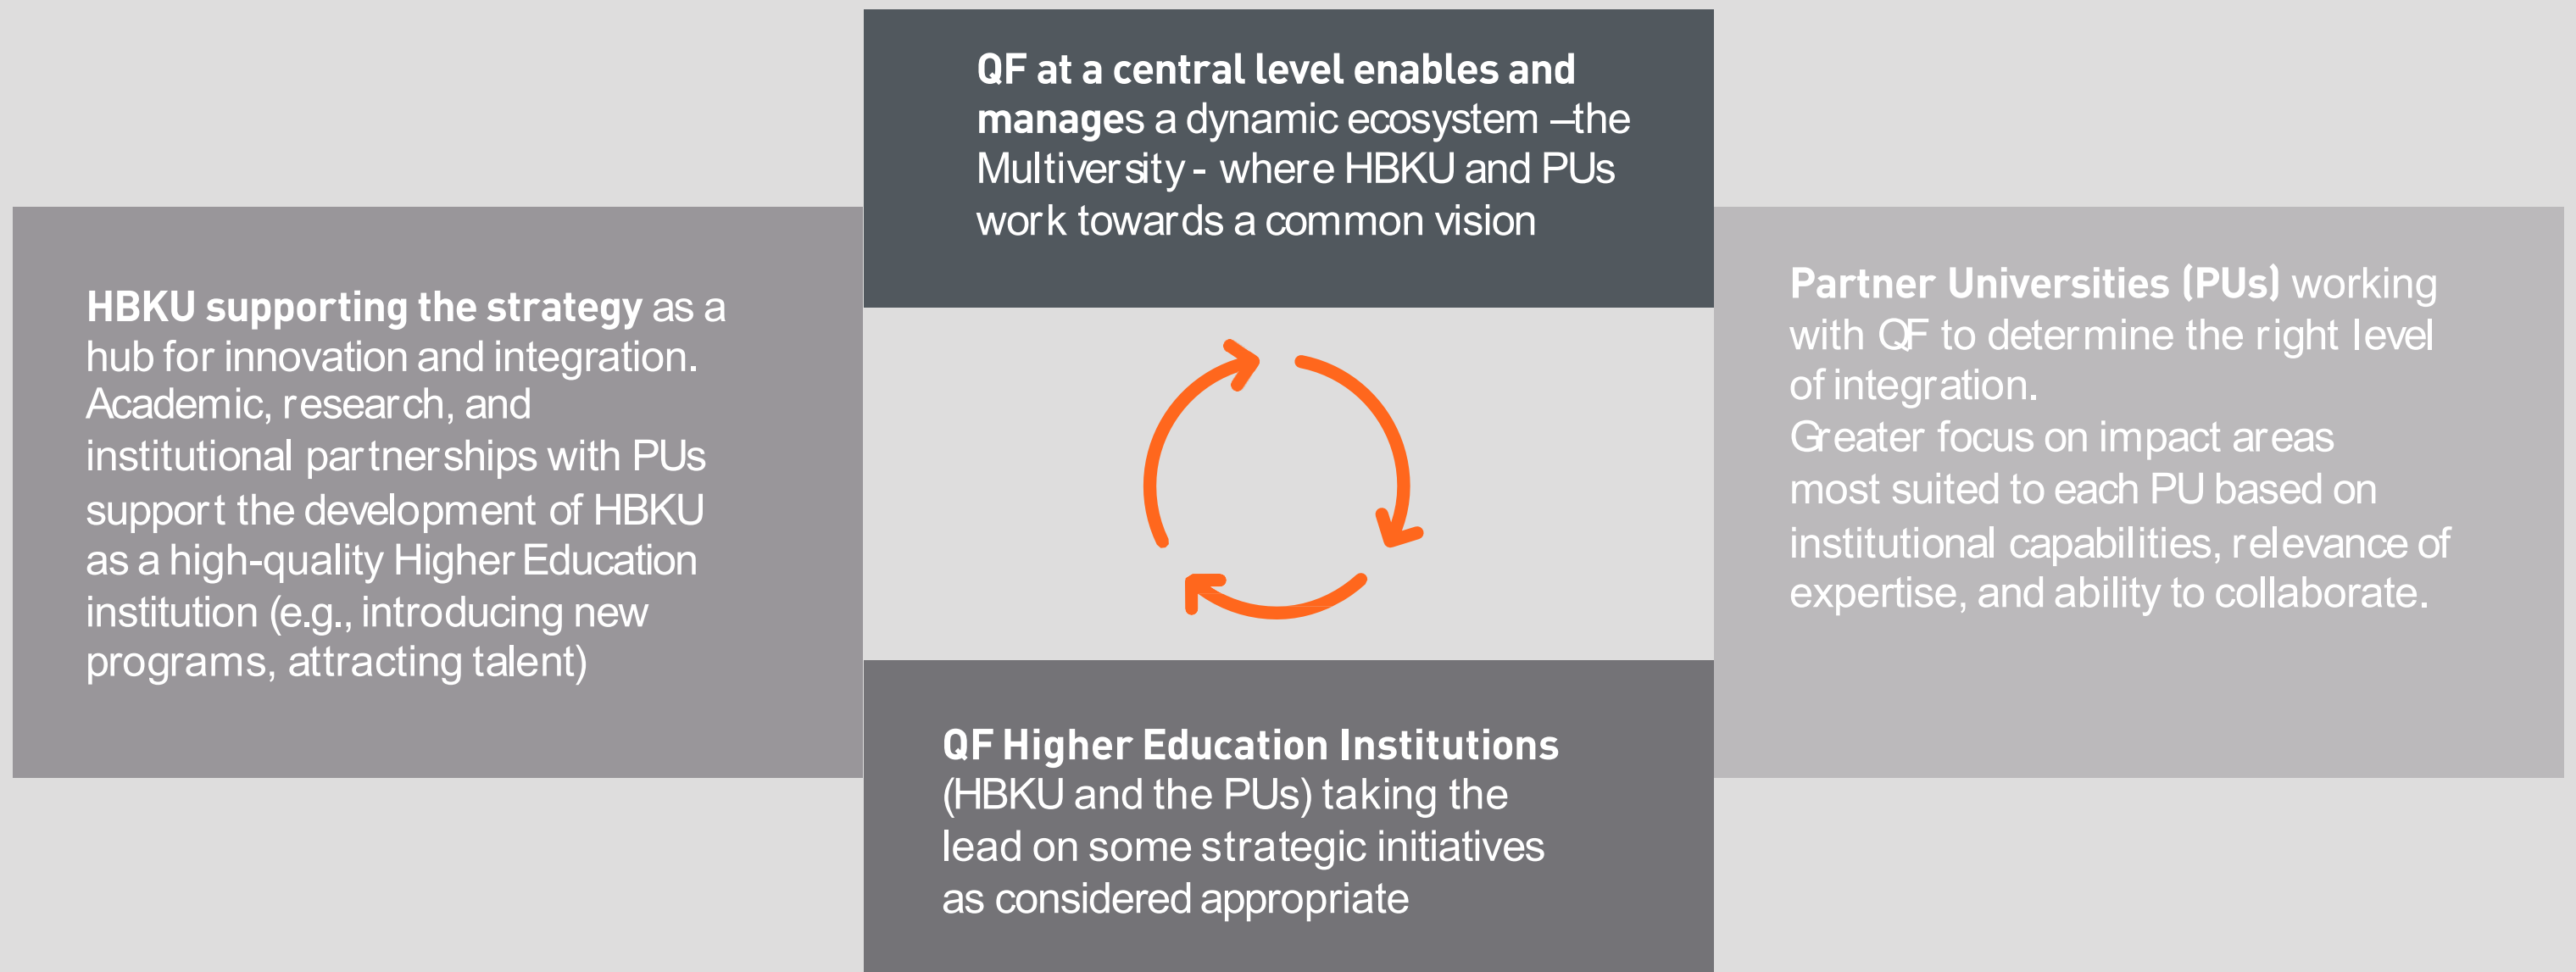 QF at a central level enables and
manages a dynamic ecosystem –the
Multiversity - where HBKU and PUs
work towards a common vision
HBKU supporting the strategy as a
hub for innovation and integration.
Academic, research, and
institutional partnerships with PUs
support the development of HBKU
as a high-quality Higher Education
institution (e.g., introducing new
programs, attracting talent)
Partner Universities (PUs) working
with QF to determine the right level
of integration.
Greater focus on impact areas
most suited to each PU based on
institutional capabilities, relevance of
expertise, and ability to collaborate.
QF Higher Education Institutions
(HBKU and the PUs) taking the
lead on some strategic initiatives
as considered appropriate